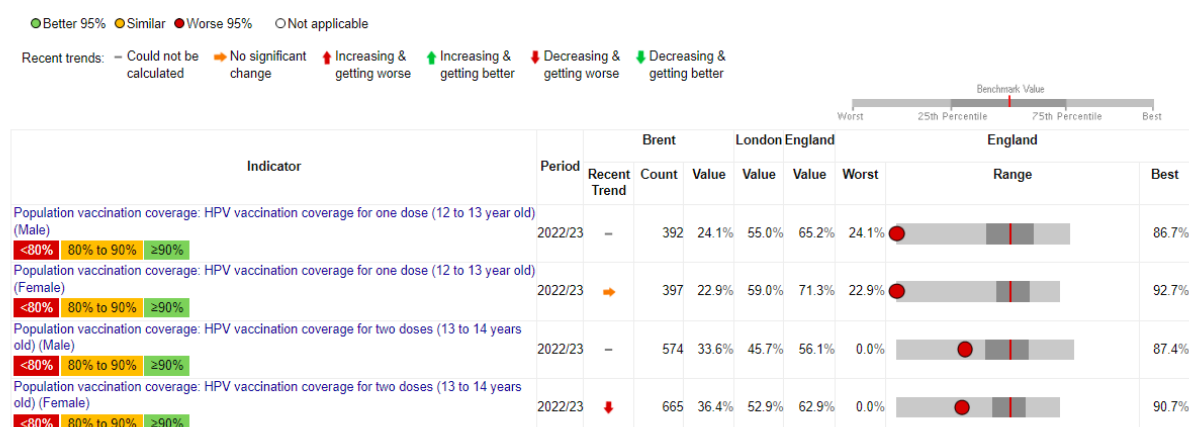 Better 95% Similar Worse 95% Not applicable
Recent trends: – Could not be calculated No significant change Increasing & getting worse Increasing & getting better Decreasing & getting worse Decreasing & getting better
Benchmark Value
Worst 25th Percentile 75th Percentile Best
Indicator Period Brent London England England
Recent Trend Count Value Value Value Worst Range Best
Population vaccination coverage: HPV vaccination coverage for one dose (12 to 13 year old)
(Male)
<80% 80% to 90% ≥90%
2022/23 – 392 24.1% 55.0% 65.2% 24.1% 86.7%
Population vaccination coverage: HPV vaccination coverage for one dose (12 to 13 year old)
(Female)
<80% 80% to 90% ≥90%
2022/23 397 22.9% 59.0% 71.3% 22.9% 92.7%
Population vaccination coverage: HPV vaccination coverage for two doses (13 to 14 years
old) (Male)
<80% 80% to 90% ≥90%
2022/23 – 574 33.6% 45.7% 56.1% 0.0% 87.4%
Population vaccination coverage: HPV vaccination coverage for two doses (13 to 14 years
old) (Female)
<80% 80% to 90% ≥90%
2022/23 665 36.4% 52.9% 62.9% 0.0% 90.7%